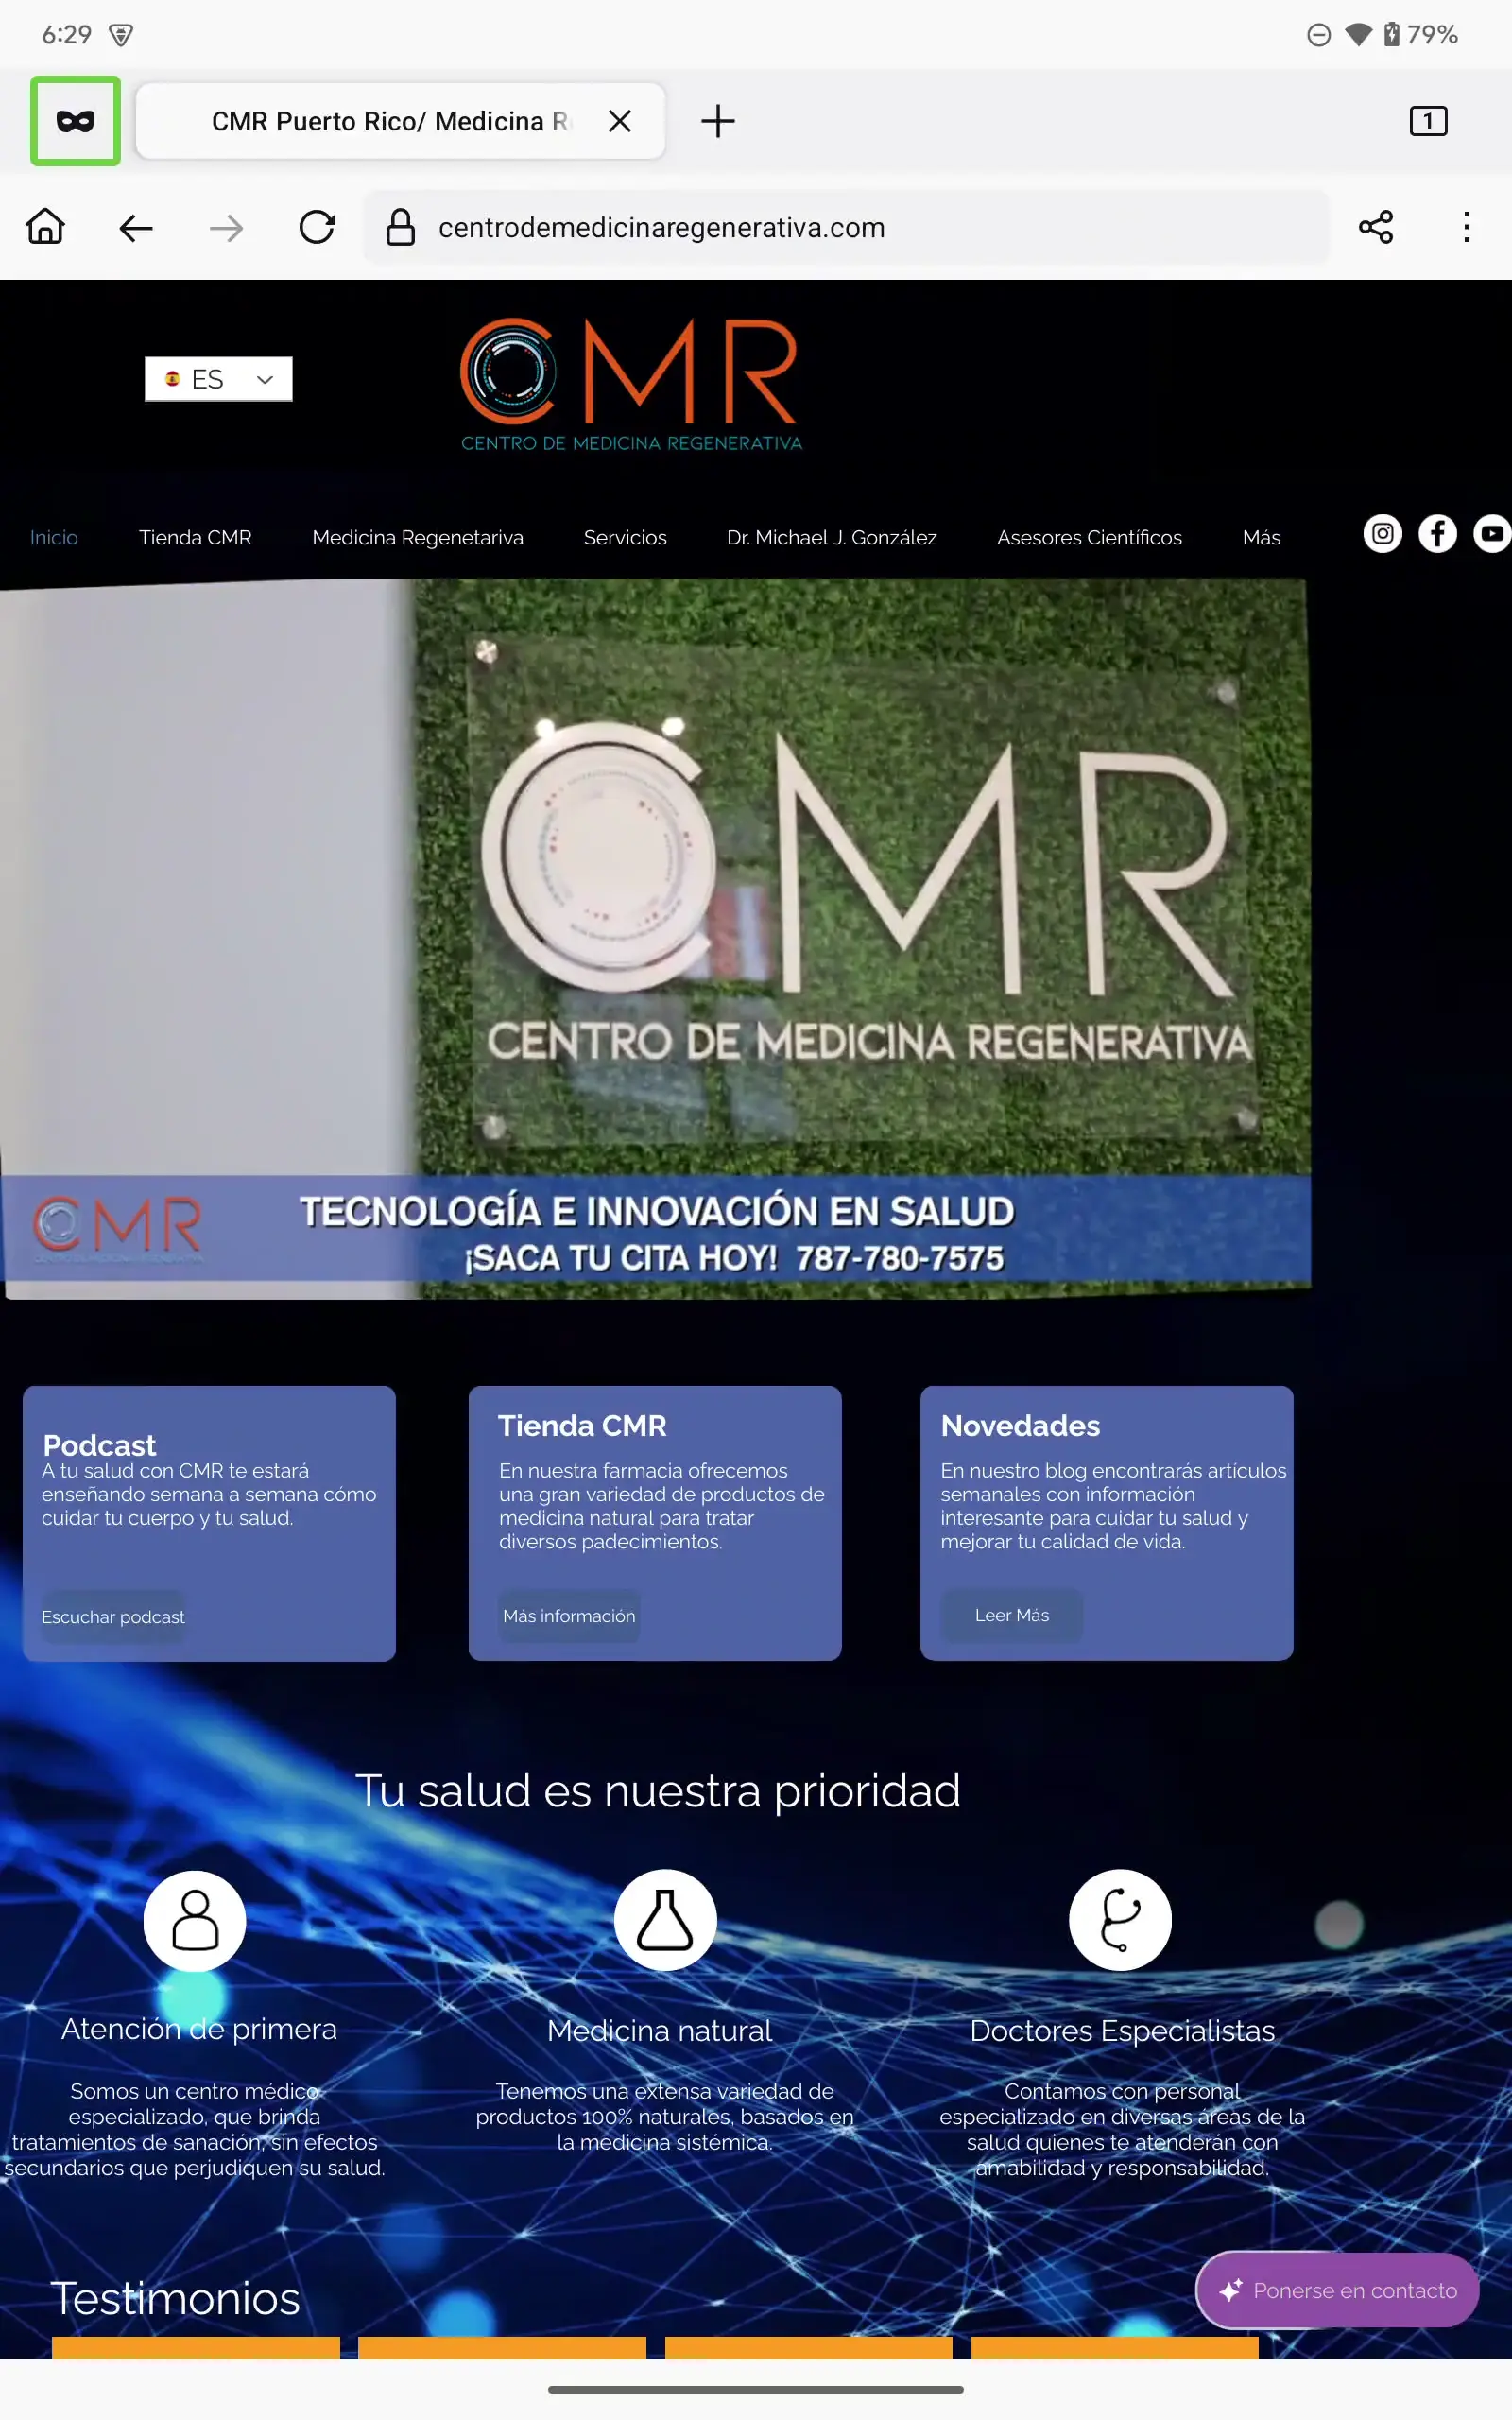 6:29
79%
CMR Puerto Rico/ Medicina R
1
centrodemedicinaregenerativa.com
ES
CMR
CENTRO DE MEDICINA REGENERATIVA
Inicio Tienda CMR Medicina Regenetariva Servicios Dr. Michael J. González Asesores Científicos Más
CMR
CENTRO DE MEDICINA REGENERATIVA
CMR
TECNOLOGÍA E INNOVACIÓN EN SALUD
¡SACA TU CITA HOY! 787-780-7575
Podcast
A tu salud con CMR te estará
enseñando semana a semana cómo
cuidar tu cuerpo y tu salud.
Escuchar podcast
Tienda CMR
En nuestra farmacia ofrecemos
una gran variedad de productos de
medicina natural para tratar
diversos padecimientos.
Más información
Novedades
En nuestro blog encontrarás artículos
semanales con información
interesante para cuidar tu salud y
mejorar tu calidad de vida.
Leer Más
Tu salud es nuestra prioridad
Atención de primera
Somos un centro médico
especializado, que brinda
tratamientos de sanación, sin efectos
secundarios que perjudiquen su salud.
Medicina natural
Tenemos una extensa variedad de
productos 100% naturales, basados en
la medicina sistémica.
Doctores Especialistas
Contamos con personal
especializado en diversas áreas de la
salud quienes te atenderán con
amabilidad y responsabilidad.
Testimonios
Ponerse en contacto